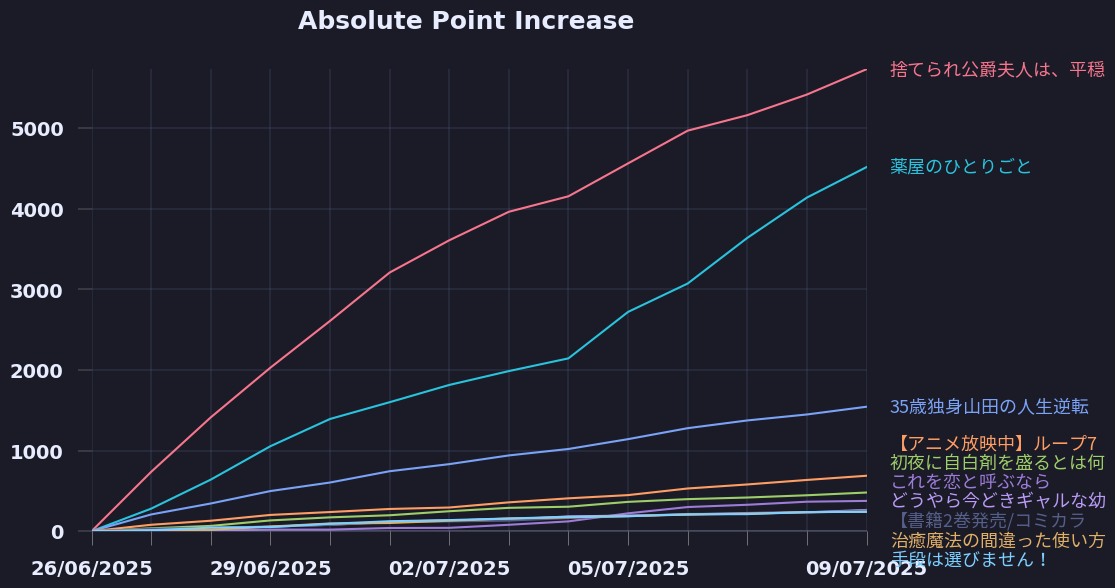 Absolute Point Increase
5000
4000
3000
2000
1000
0
26/06/2025
29/06/2025
02/07/2025
05/07/2025
09/07/2025
捨てられ公爵夫人は、平穏
薬屋のひとりごと
35歳独身山田の人生逆転
【アニメ放映中】ループ7
初夜に自白剤を盛るとは何
これを恋と呼ぶなら
どうやら今どきギャルな幼
【書籍2巻発売/コミカラ
治癒魔法の間違った使い方
手段は選びません！